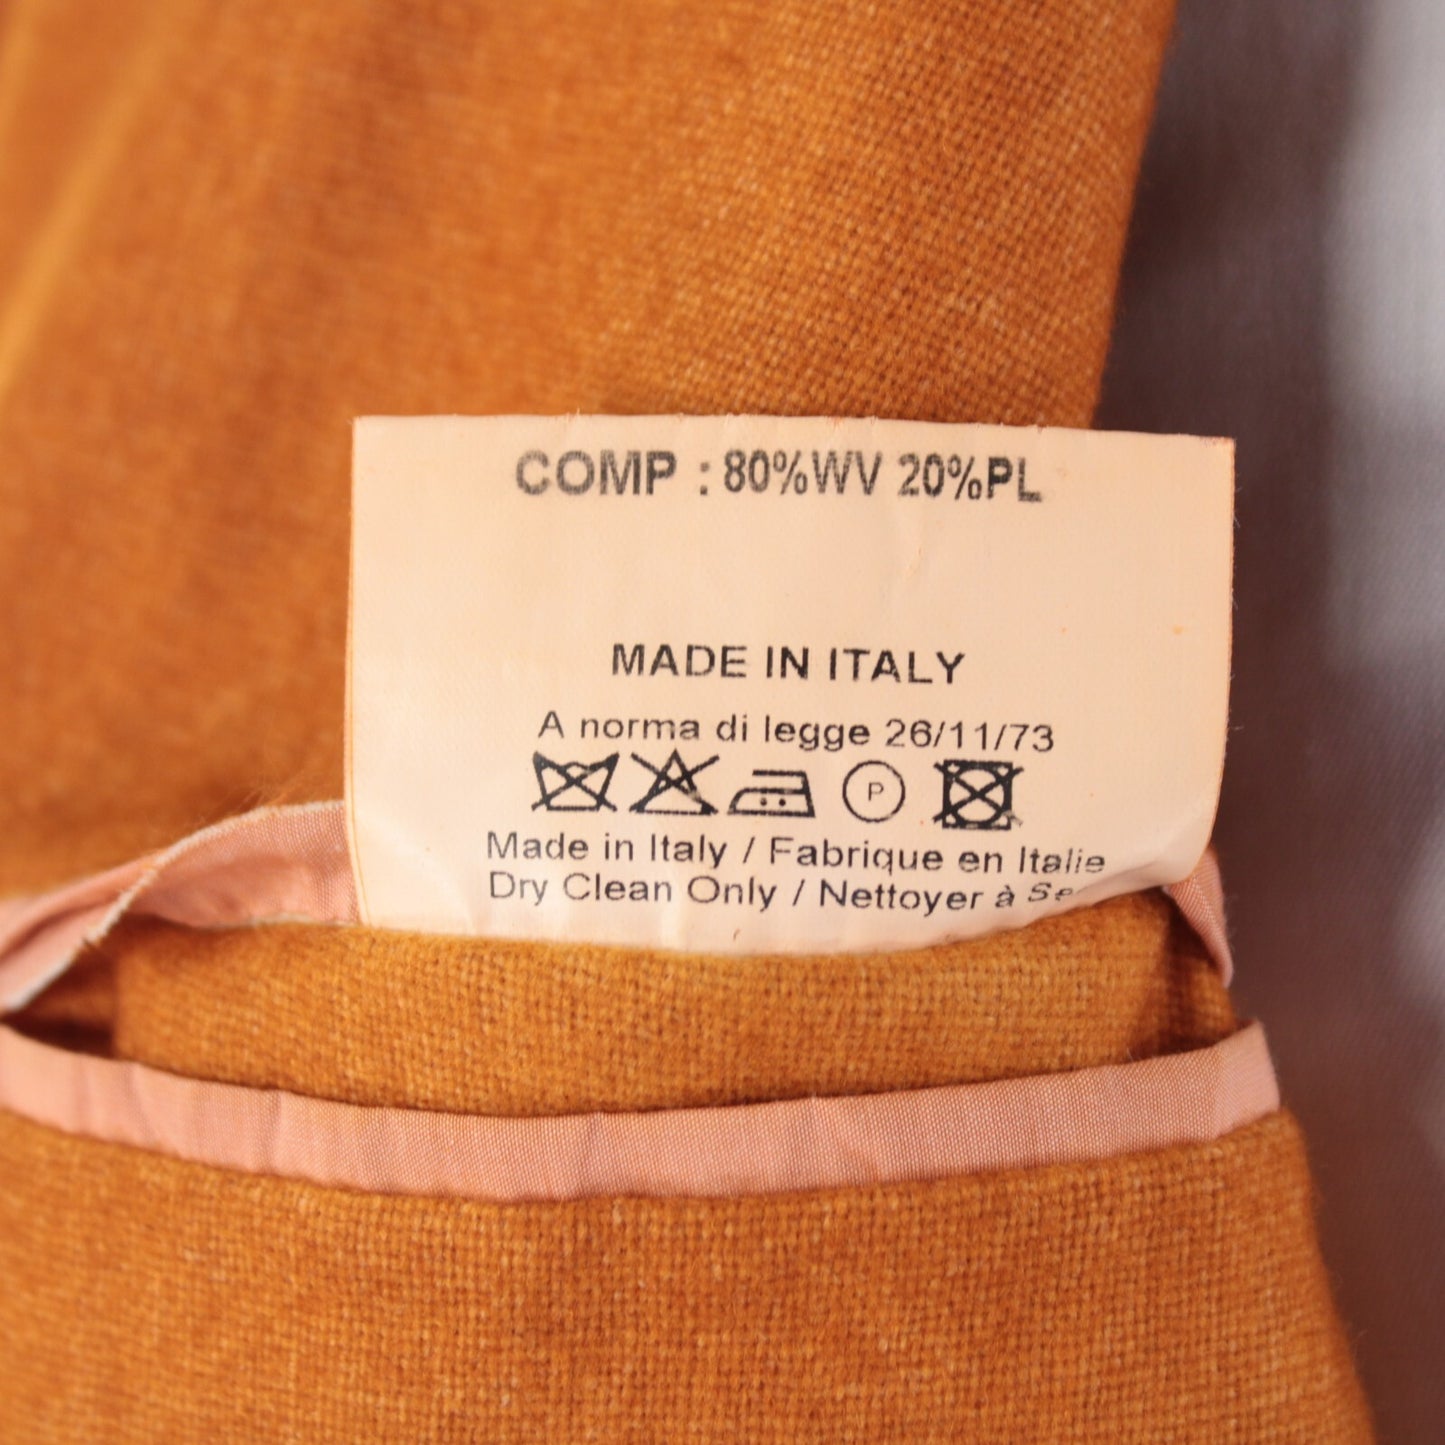 COMP : 80%WV 20%PL
MADE IN ITALY
A norma di legge 26/11/73
P
Made in Italy / Fabrique en Italie
Dry Clean Only / Nettoyer à